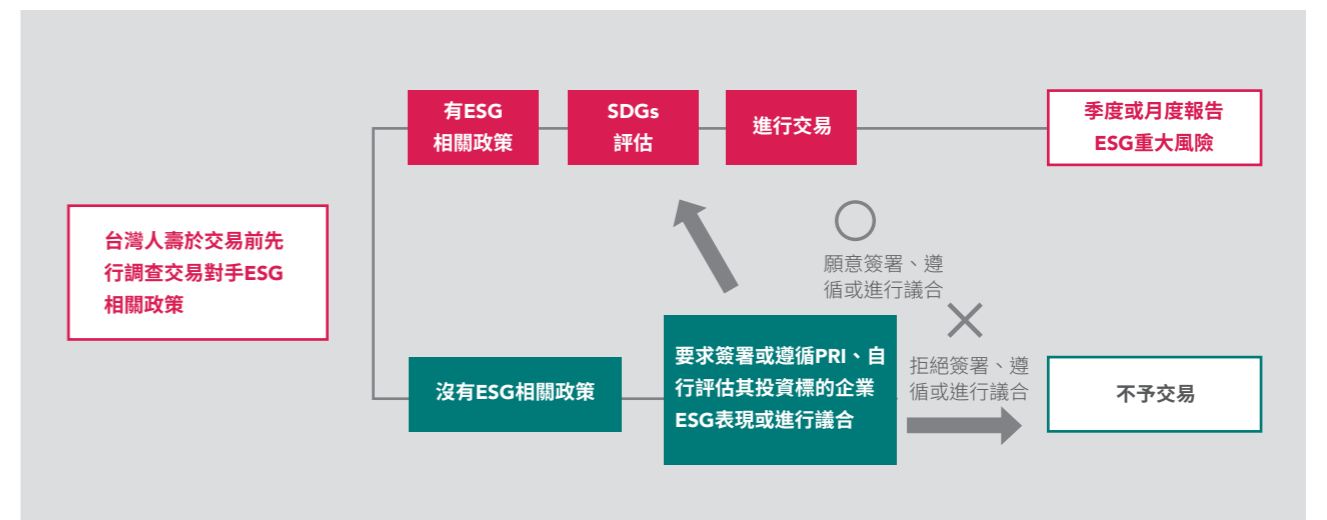 有ESG
相關政策
SDGs
評估
進行交易
季度或月度報告
ESG重大風險
台灣人壽於交易前先
行調查交易對手ESG
相關政策
願意簽署、遵
循或進行議合
沒有ESG相關政策
要求簽署或遵循PRI、自
行評估其投資標的企業
ESG表現或進行議合
拒絕簽署、遵
循或進行議合
不予交易